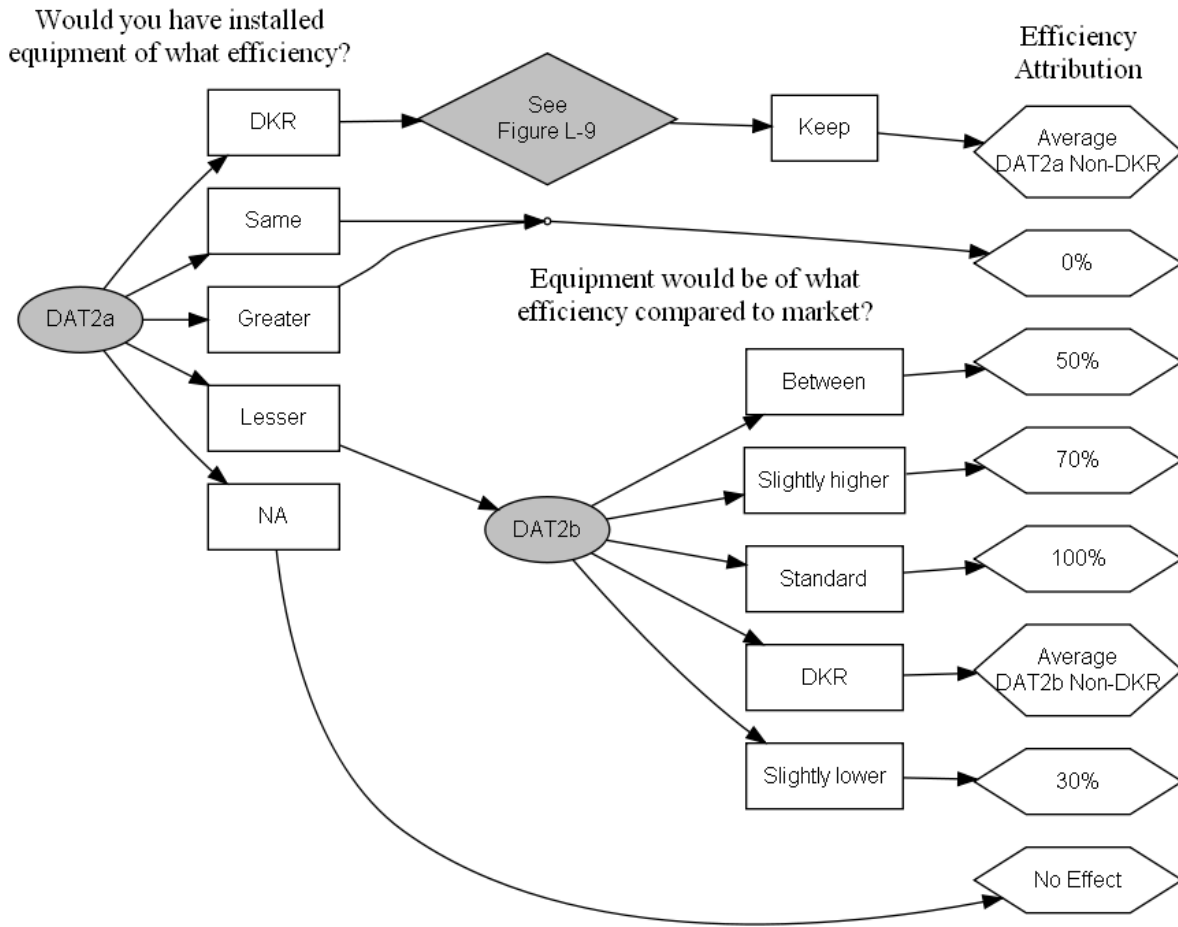 Would you have installed
equipment of what efficiency?
Efficiency
Attribution
DKR
See
Figure L-9
Keep
Average
DAT2a Non-DKR
Same
0%
Equipment would be of what
efficiency compared to market?
DAT2a
Greater
Between
50%
Lesser
Slightly higher
70%
NA
DAT2b
Standard
100%
DKR
Average
DAT2b Non-DKR
Slightly lower
30%
No Effect